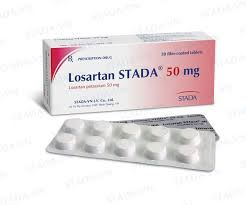 Rx PRESCRIPTION DRUG
30 film-coated tablets
Losartan STADA® 50 mg
Losartan potassium 50 mg
STADA-VN J.V. Co., Ltd.
STADA